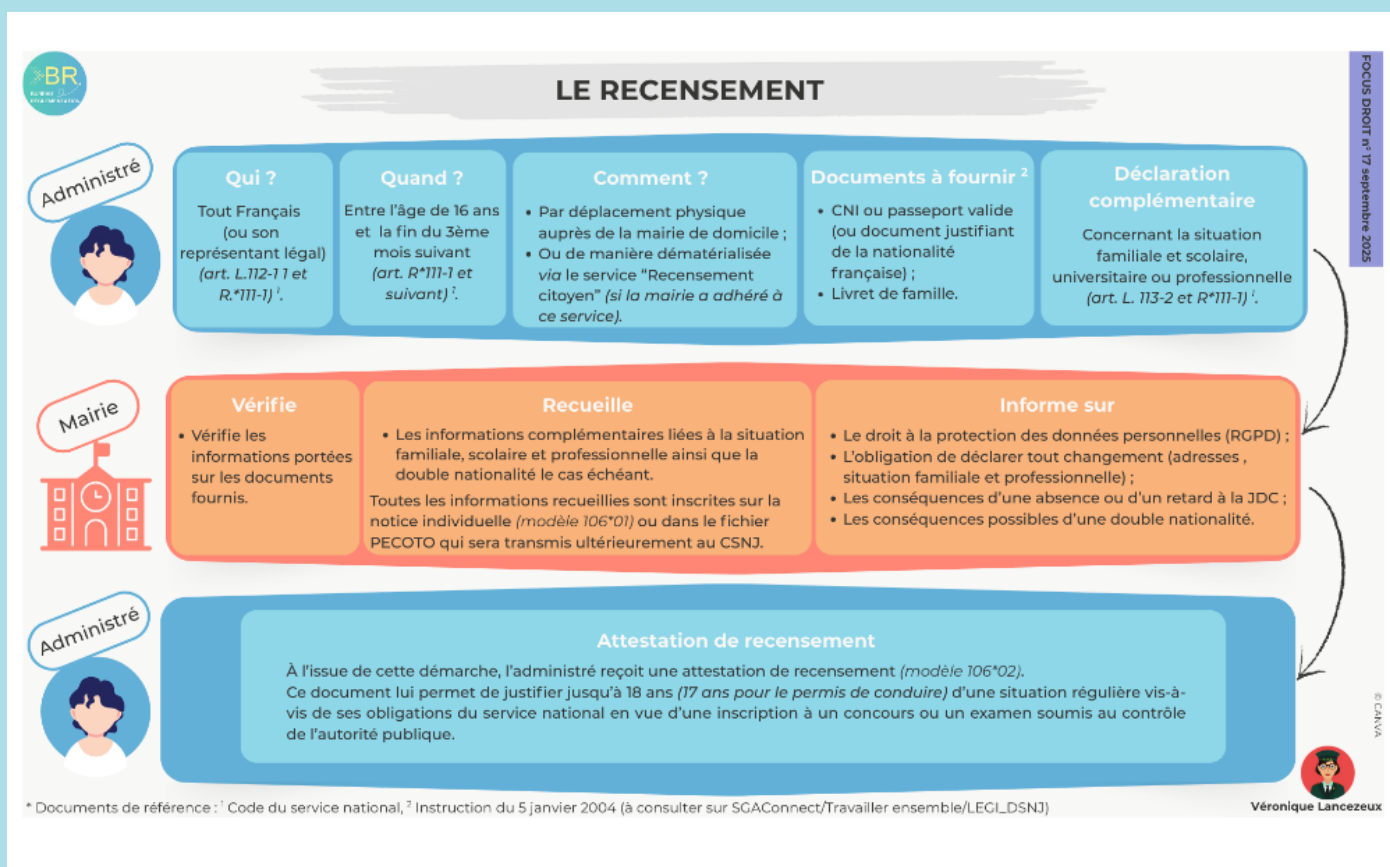 BR
BUREAU
RÉGLEMENTATION
LE RECENSEMENT
FOCUS DROIT n° 17 septembre 2025
Administré
Qui ?
Tout Français
(ou son
représentant légal)
(art. L.112-1 1 et
R.*111-1) ¹.
Quand ?
Entre l'âge de 16 ans
et la fin du 3ème
mois suivant
(art. R*111-1 et
suivant) ¹.
Comment ?
• Par déplacement physique
auprès de la mairie de domicile ;
• Ou de manière dématérialisée
via le service "Recensement
citoyen" (si la mairie a adhéré à
ce service).
Documents à fournir ²
• CNI ou passeport valide
(ou document justifiant
de la nationalité
française) ;
• Livret de famille.
Déclaration
complémentaire
Concernant la situation
familiale et scolaire,
universitaire ou professionnelle
(art. L. 113-2 et R*111-1) ¹.
Mairie
Vérifie
• Vérifie les
informations portées
sur les documents
fournis.
Recueille
• Les informations complémentaires liées à la situation
familiale, scolaire et professionnelle ainsi que la
double nationalité le cas échéant.
Toutes les informations recueillies sont inscrites sur la
notice individuelle (modèle 106*01) ou dans le fichier
PECOTO qui sera transmis ultérieurement au CSNJ.
Informe sur
• Le droit à la protection des données personnelles (RGPD) ;
• L'obligation de déclarer tout changement (adresses ,
situation familiale et professionnelle) ;
• Les conséquences d'une absence ou d'un retard à la JDC ;
• Les conséquences possibles d'une double nationalité.
Administré
Attestation de recensement
À l'issue de cette démarche, l'administré reçoit une attestation de recensement (modèle 106*02).
Ce document lui permet de justifier jusqu'à 18 ans (17 ans pour le permis de conduire) d'une situation régulière vis-à-
vis de ses obligations du service national en vue d'une inscription à un concours ou un examen soumis au contrôle
de l'autorité publique.
© CANVA
Véronique Lancezeux
* Documents de référence : ¹ Code du service national, ² Instruction du 5 janvier 2004 (à consulter sur SGAConnect/Travailler ensemble/LEGI_DSNJ)